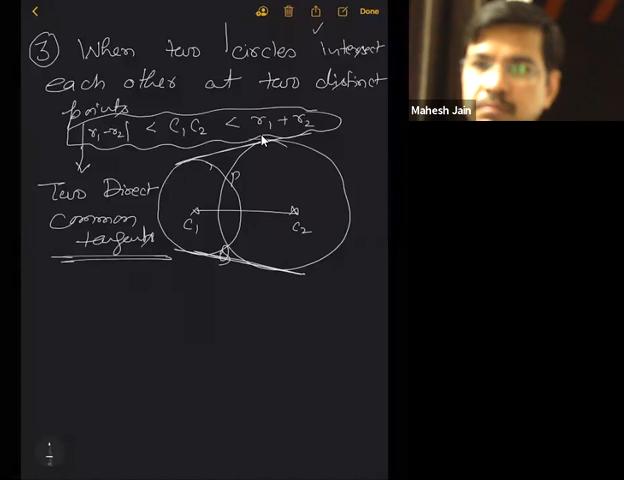 Done
③ When two circles intersect
each other at two distinct
points
|r₁-r₂| < C₁C₂ < r₁ + r₂
Two Direct
common
tangents
P
C₁
C₂
Q
Mahesh Jain